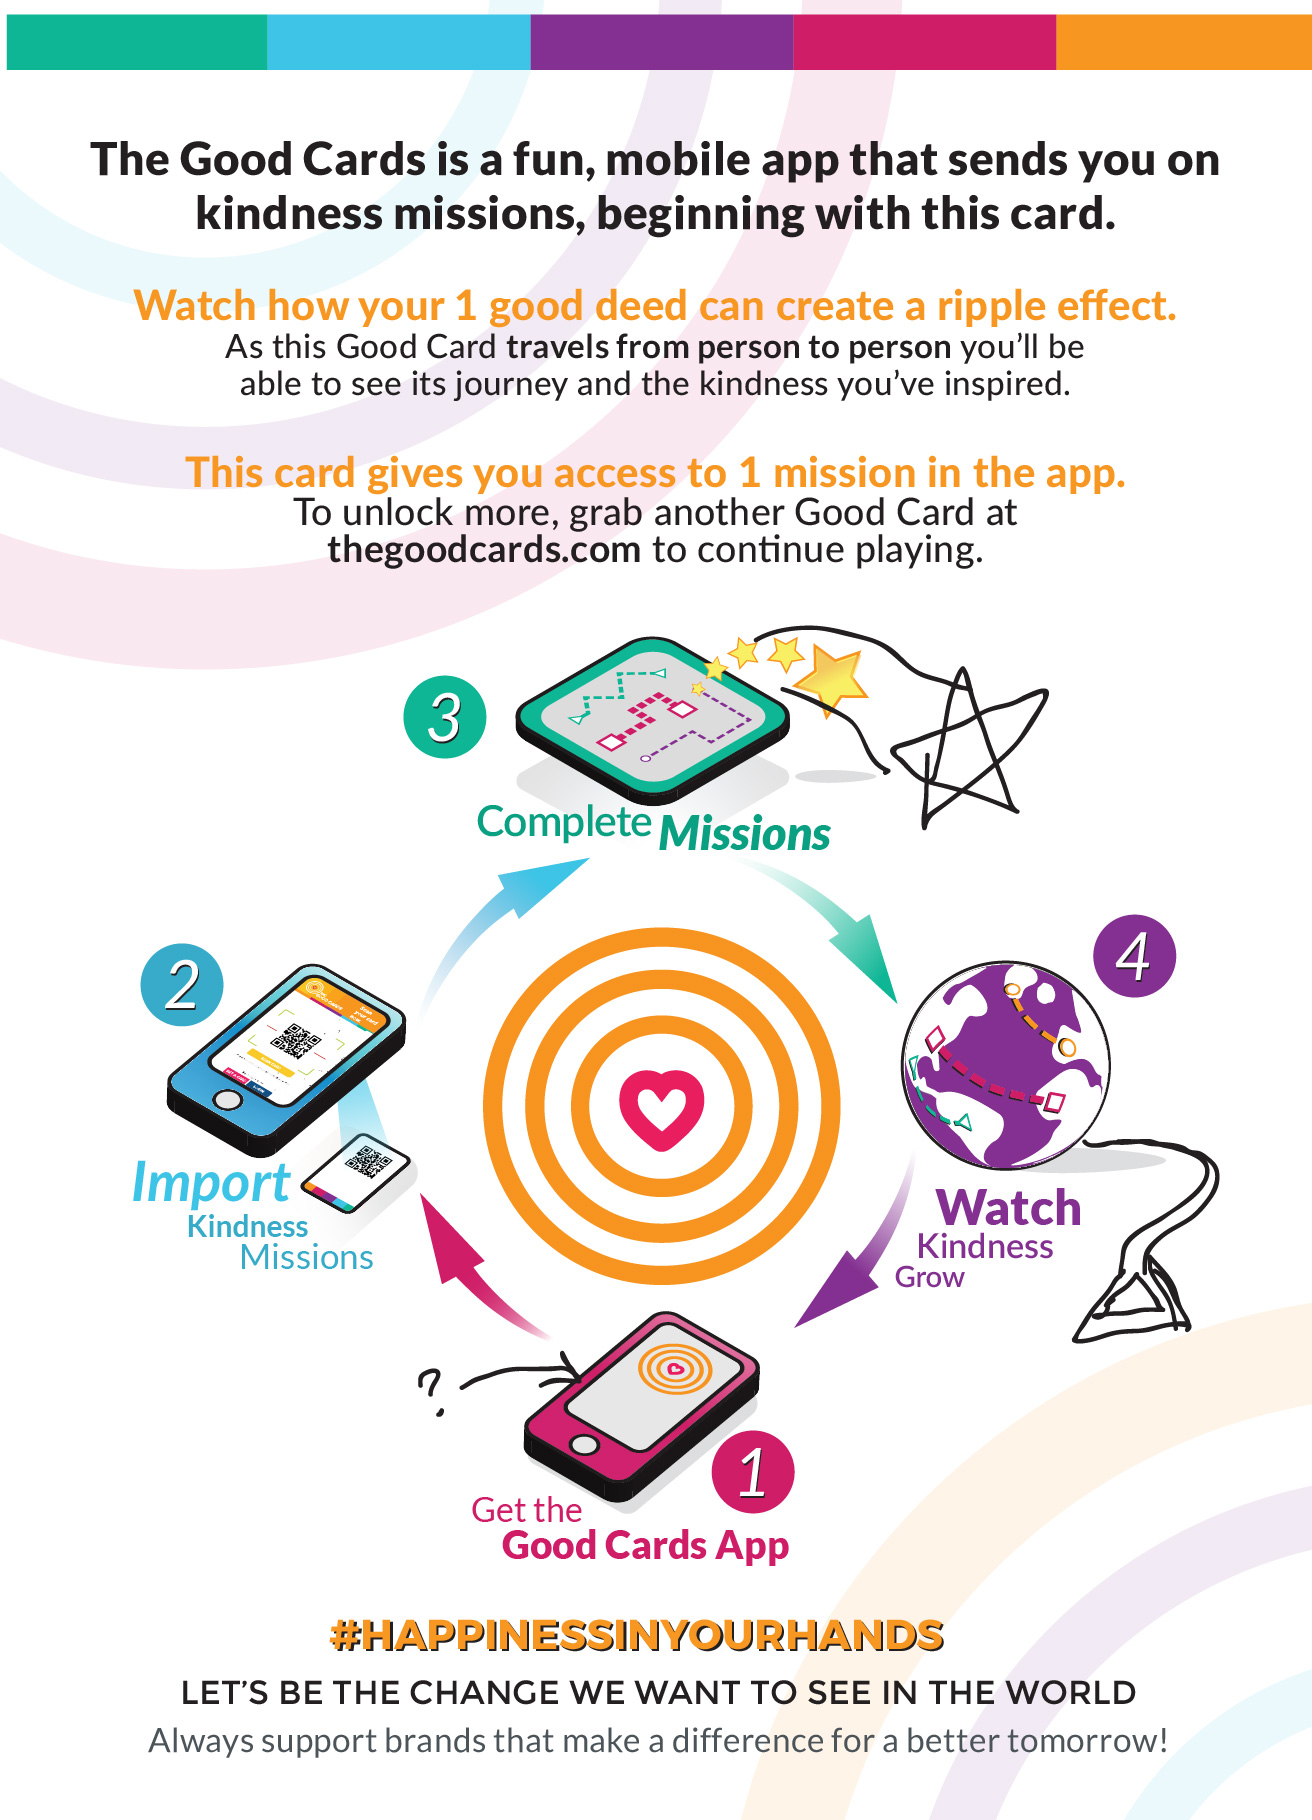 The Good Cards is a fun, mobile app that sends you on
kindness missions, beginning with this card.
Watch how your 1 good deed can create a ripple effect.
As this Good Card travels from person to person you'll be
able to see its journey and the kindness you've inspired.
This card gives you access to 1 mission in the app.
To unlock more, grab another Good Card at
thegoodcards.com to continue playing.
3
Complete Missions
4
2
Import
Kindness
Missions
Watch
Kindness
Grow
?
1
Get the
Good Cards App
#HAPPINESSINYOURHANDS
LET'S BE THE CHANGE WE WANT TO SEE IN THE WORLD
Always support brands that make a difference for a better tomorrow!